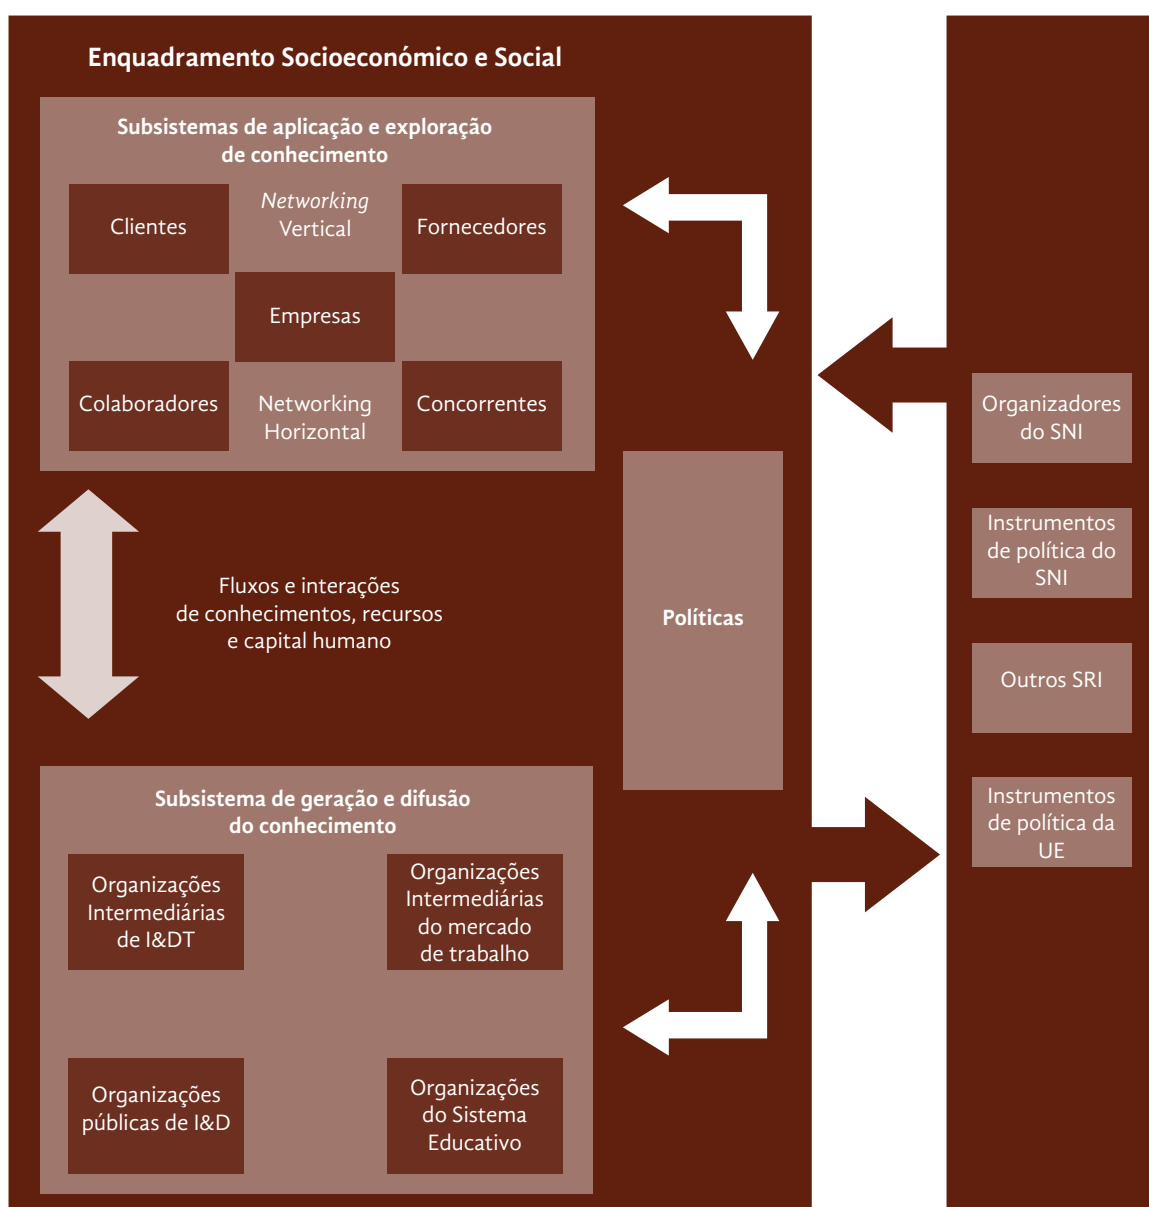 Enquadramento Socioeconómico e Social
Subsistemas de aplicação e exploração
de conhecimento
Clientes
Networking
Vertical
Fornecedores
Empresas
Colaboradores
Networking
Horizontal
Concorrentes
Fluxos e interações
de conhecimentos, recursos
e capital humano
Políticas
Subsistema de geração e difusão
do conhecimento
Organizações
Intermediárias
de I&DT
Organizações
Intermediárias
do mercado
de trabalho
Organizações
públicas de I&D
Organizações
do Sistema
Educativo
Organizadores
do SNI
Instrumentos
de política do
SNI
Outros SRI
Instrumentos
de política da
UE